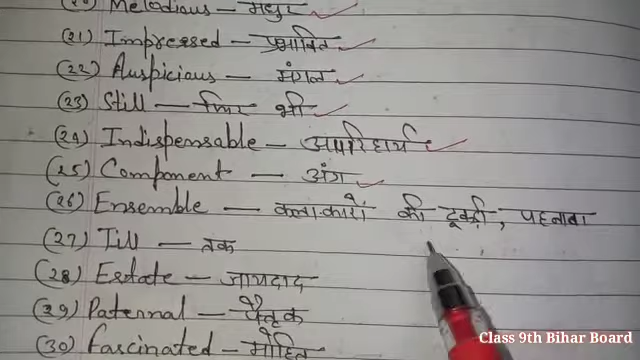 (20) Melodious – मधुर
(21) Impressed – प्रभावित
(22) Auspicious – मंगल
(23) Still – फिर भी
(24) Indispensable – अपरिहार्य
(25) Component – अंग
(26) Ensemble – कलाकारों की टूकड़ी, पहनावा
(27) Till – तक
(28) Estate – जायदाद
(29) Paternal – पैतृक
(30) Fascinated – मोहित
Class 9th Bihar Board